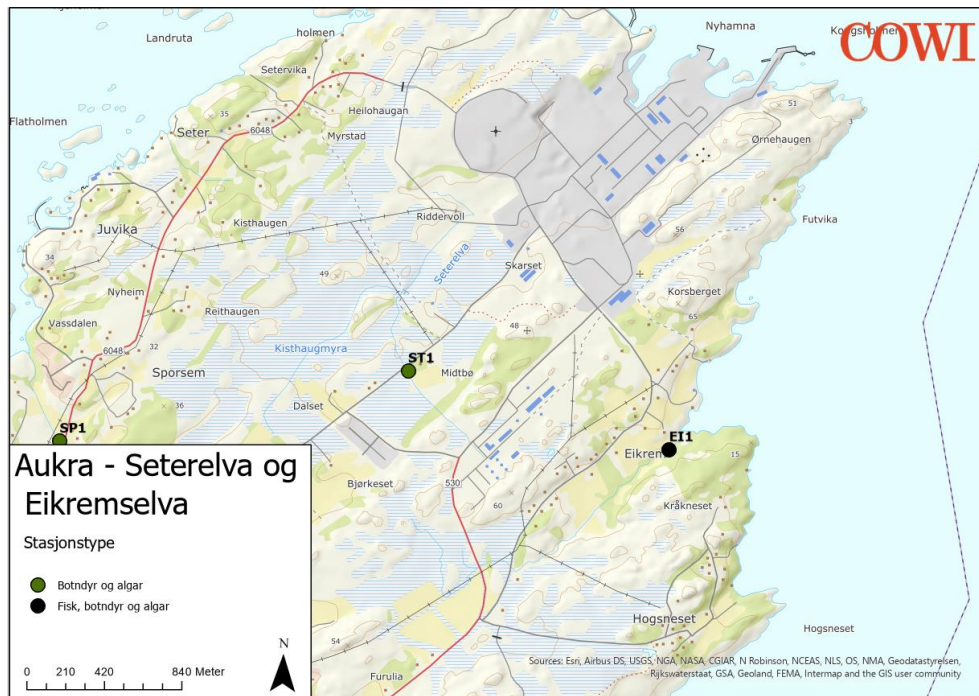 Nyhamna
Kongsholmen
COWI
Landruta
holmen
Setervika
Heilohaugan
35
51
Flatholmen
Seter
6048
Myrstad
Ørnehaugen
3
Juvika
Kisthaugen
Riddervoll
Futvika
56
34
49
Seterelva
Skarset
Nyheim
Reithaugen
Korsberget
Vassdalen
65
48
32
6048
Kisthaugmyra
ST1
Sporsem
Midtbø
36
Dalset
SP1
EI1
Eikrem
15
Bjørkeset
530
60
Kråkneset
Aukra - Seterelva og
Eikremselva
Stasjonstype
Botndyr og algar
Fisk, botndyr og algar
Hogsneset
Hogsneset
54
N
0 210 420 840 Meter
Furulia
Sources: Esri, Airbus DS, USGS, NGA, NASA, CGIAR, N Robinson, NCEAS, NLS, OS, NMA, Geodatastyrelsen,
Rijkswaterstaat, GSA, Geoland, FEMA, Intermap and the GIS user community